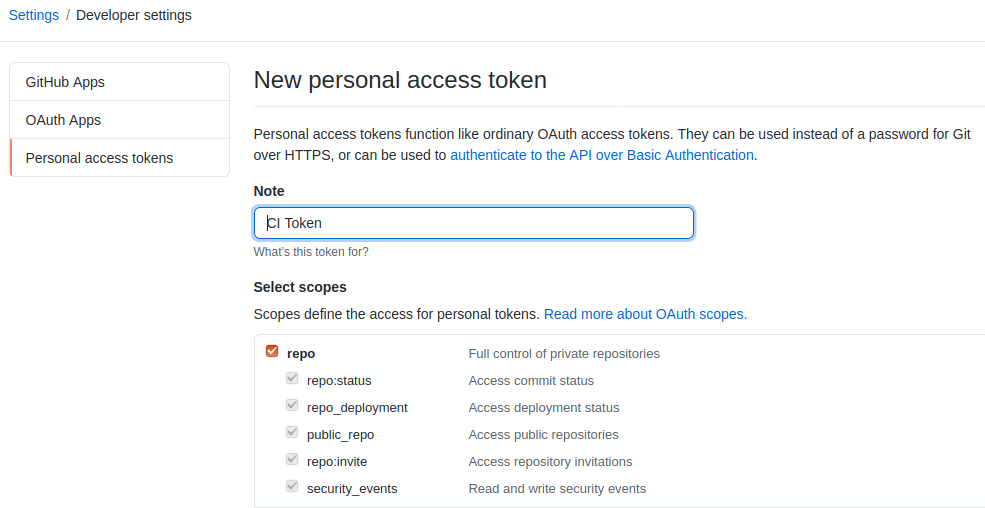 Settings / Developer settings
GitHub Apps
OAuth Apps
Personal access tokens
New personal access token
Personal access tokens function like ordinary OAuth access tokens. They can be used instead of a password for Git
over HTTPS, or can be used to authenticate to the API over Basic Authentication.
Note
CI Token
What's this token for?
Select scopes
Scopes define the access for personal tokens. Read more about OAuth scopes.
repo Full control of private repositories
repo:status Access commit status
repo_deployment Access deployment status
public_repo Access public repositories
repo:invite Access repository invitations
security_events Read and write security events